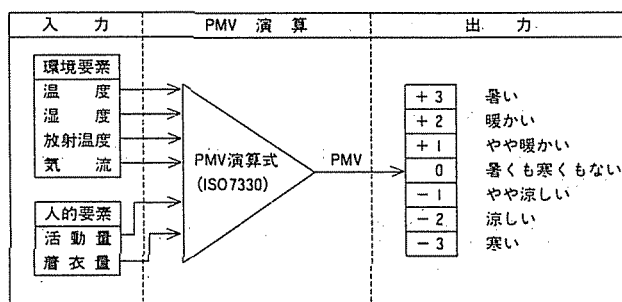 入 力 PMV 演 算 出 力
環境要素
温 度
湿 度
放射温度
気 流
人的要素
活 動 量
着 衣 量
PMV演算式
(ISO7330)
PMV
+3 暑い
+2 暖かい
+1 やや暖かい
0 暑くも寒くもない
-1 やや涼しい
-2 涼しい
-3 寒い